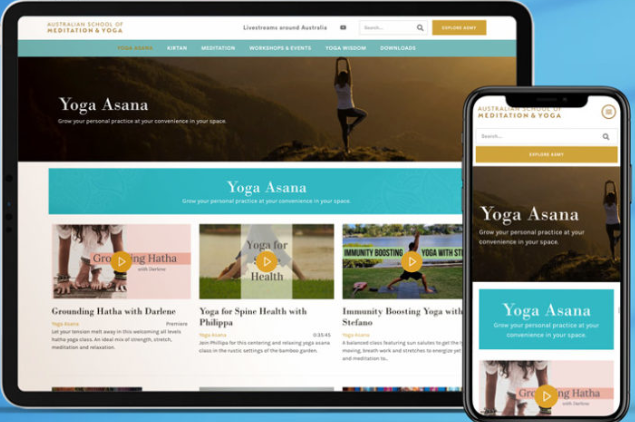 AUSTRALIAN SCHOOL OF
MEDITATION & YOGA
Livestreams around Australia
Search...
EXPLORE ASMY
YOGA ASANA
KIRTAN
MEDITATION
WORKSHOPS & EVENTS
YOGA WISDOM
DOWNLOADS
Yoga Asana
Grow your personal practice at your convenience in your space.
Yoga Asana
Grow your personal practice at your convenience in your space.
Grounding Hatha
with Darlene
Yoga for
Health
IMMUNITY BOOSTING YOGA WITH STE
Grounding Hatha with Darlene
Yoga Asana
Premiere
Let your tension melt away in this welcoming all levels
hatha yoga class. An ideal mix of strength, stretch,
meditation and relaxation.
Yoga for Spine Health with
Philippa
Yoga Asana
0:35:45
Join Philippa for this centering and relaxing yoga asana
class in the rustic settings of the bamboo garden.
Immunity Boosting Yoga with
Stefano
Yoga Asana
A balanced class featuring sun salutes to get the
moving, breath work and stretches to energize yet
and meditation to..
AUSTRALIAN SCHOOL OF
MEDITATION & YOGA
Search...
EXPLORE ASMY
Yoga Asana
Grow your personal practice at your
convenience in your space.
Yoga Asana
Grow your personal practice at your
convenience in your space.
Grounding Hatha
with Darlene